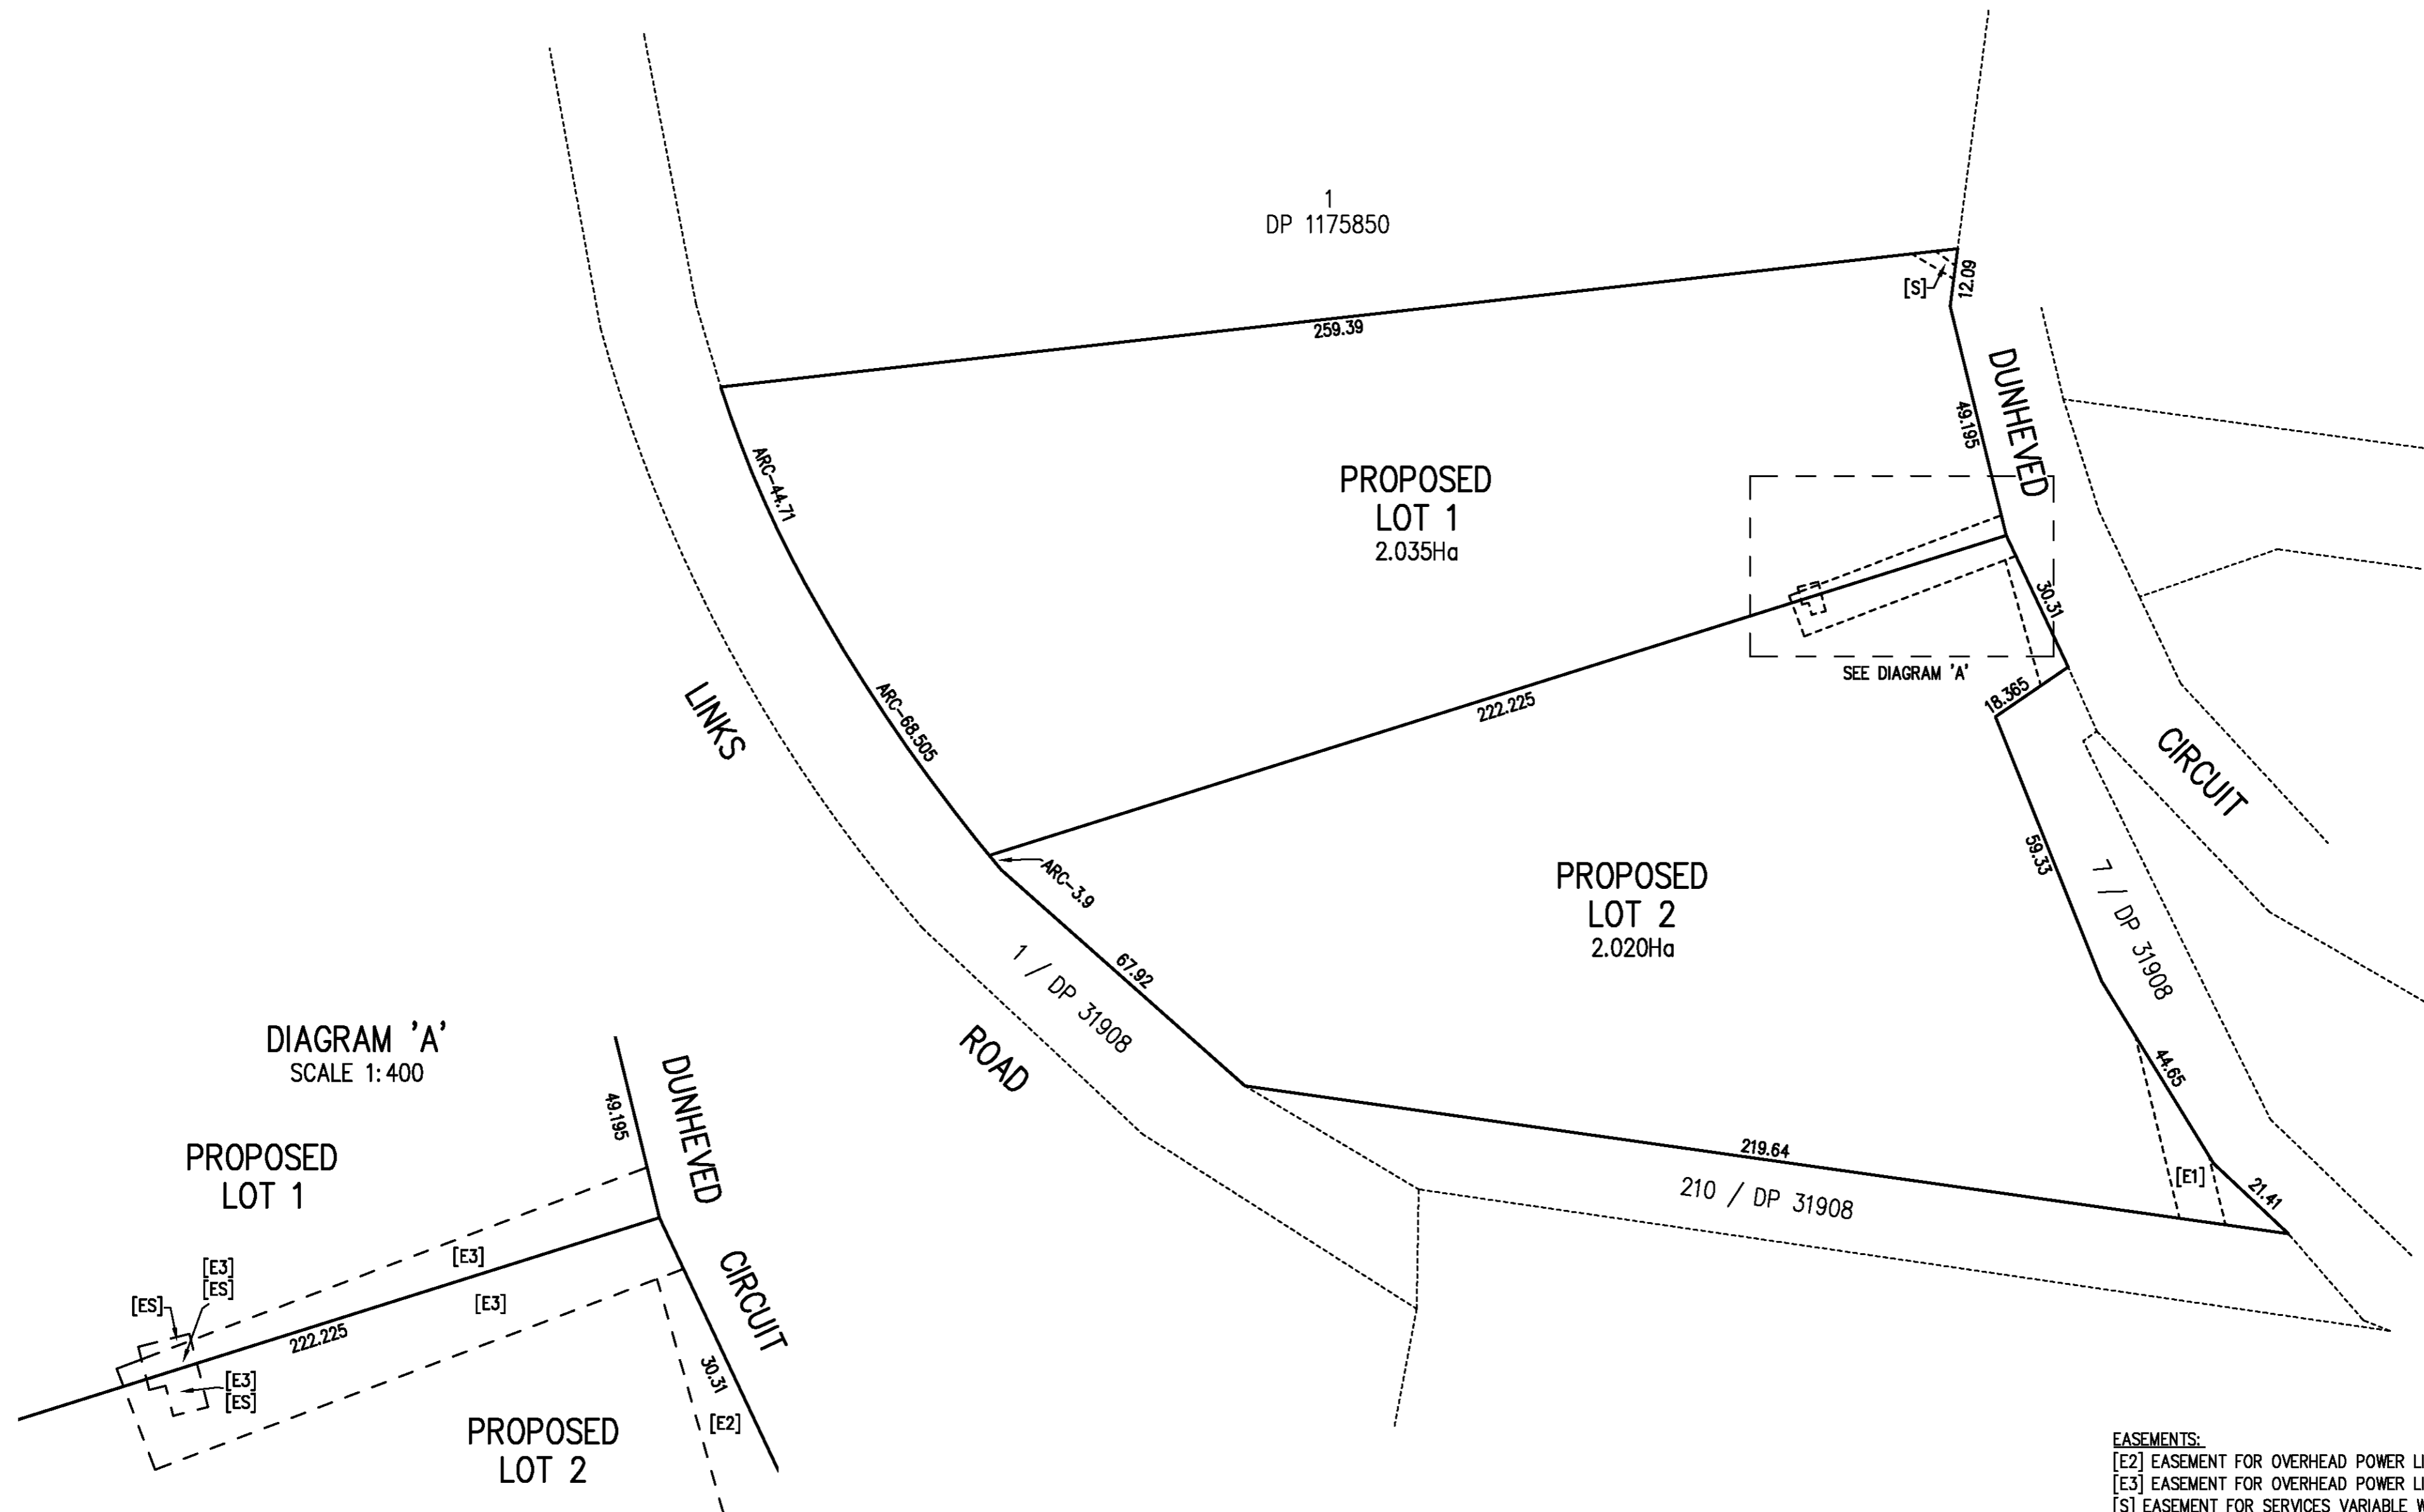 1
DP 1175850
[S]
12.09
259.39
DUNHEVED
49.195
ARC-44.71
PROPOSED
LOT 1
2.035Ha
30.31
SEE DIAGRAM 'A'
18.365
LINKS
ARC-68.505
222.225
CIRCUIT
ARC-3.9
59.33
PROPOSED
LOT 2
2.020Ha
7 / DP 31908
67.92
1 / DP 31908
ROAD
44.65
219.64
[E1]
21.41
210 / DP 31908
DIAGRAM 'A'
SCALE 1:400
49.195
DUNHEVED
PROPOSED
LOT 1
[E3]
[E3]
[ES]
[ES]
[E3]
CIRCUIT
222.225
[E3]
[ES]
30.31
[E2]
PROPOSED
LOT 2
EASEMENTS:
[E2] EASEMENT FOR OVERHEAD POWER
[E3] EASEMENT FOR OVERHEAD POWER
[S] EASEMENT FOR SERVICES VARIABLE